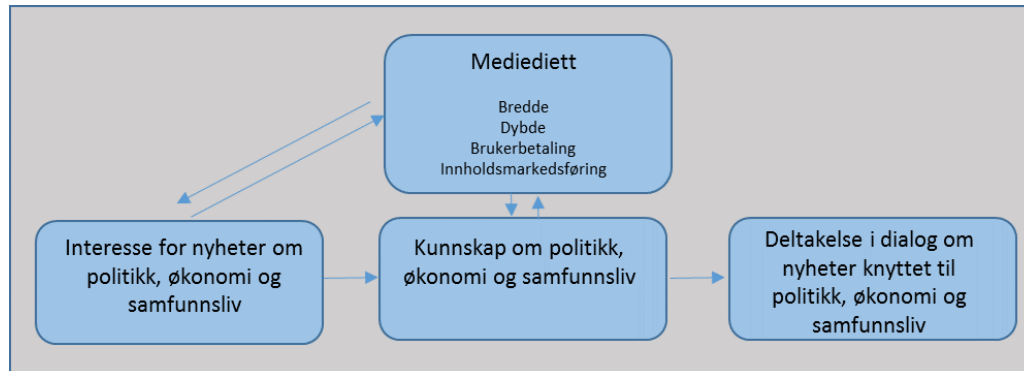 Mediediett
Bredde
Dybde
Brukerbetaling
Innholdsmarkedsføring
Interesse for nyheter om
politikk, økonomi og
samfunnsliv
Kunnskap om politikk,
økonomi og samfunnsliv
Deltakelse i dialog om
nyheter knyttet til
politikk, økonomi og
samfunnsliv